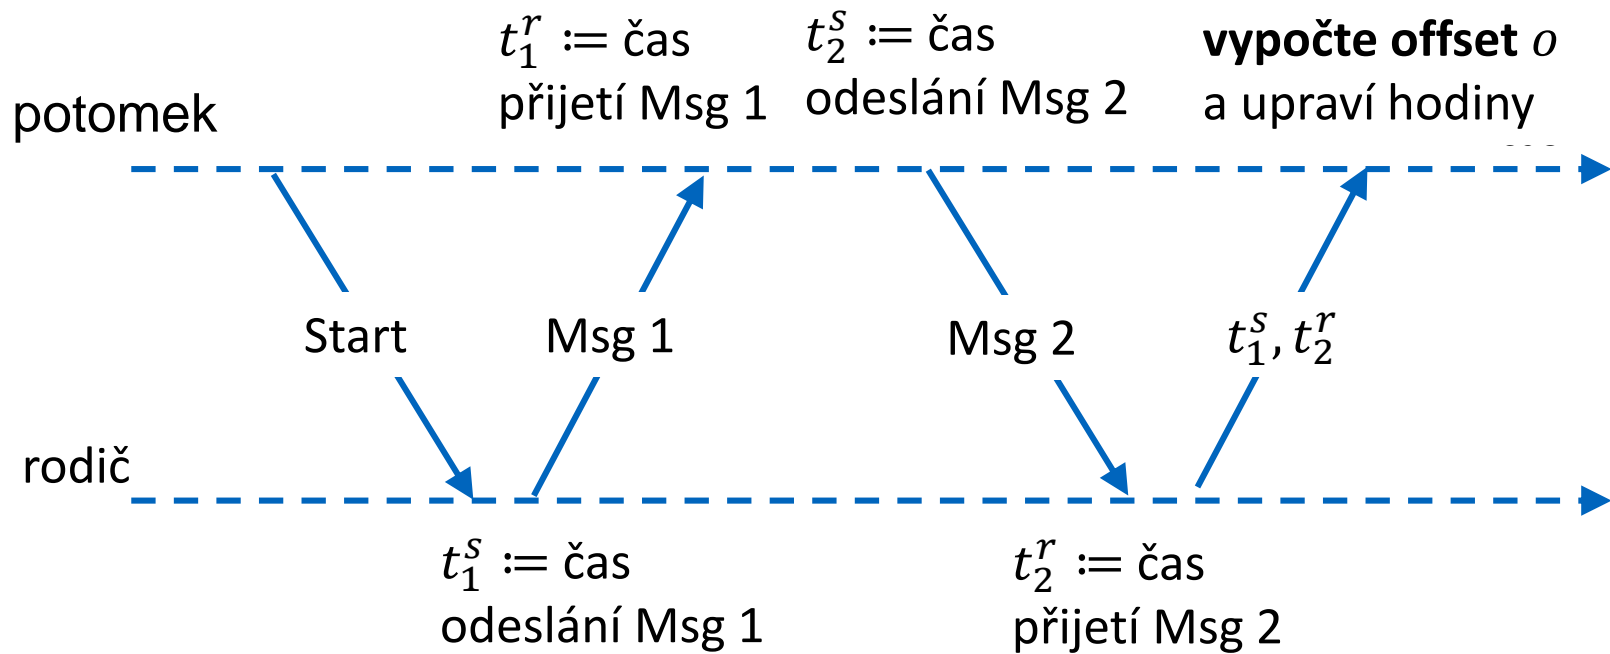 t₁ʳ ≔ čas
přijetí Msg 1
t₂ˢ ≔ čas
odeslání Msg 2
vypočte offset o
a upraví hodiny
potomek
Start
Msg 1
Msg 2
t₁ˢ, t₂ʳ
rodič
t₁ˢ ≔ čas
odeslání Msg 1
t₂ʳ ≔ čas
přijetí Msg 2